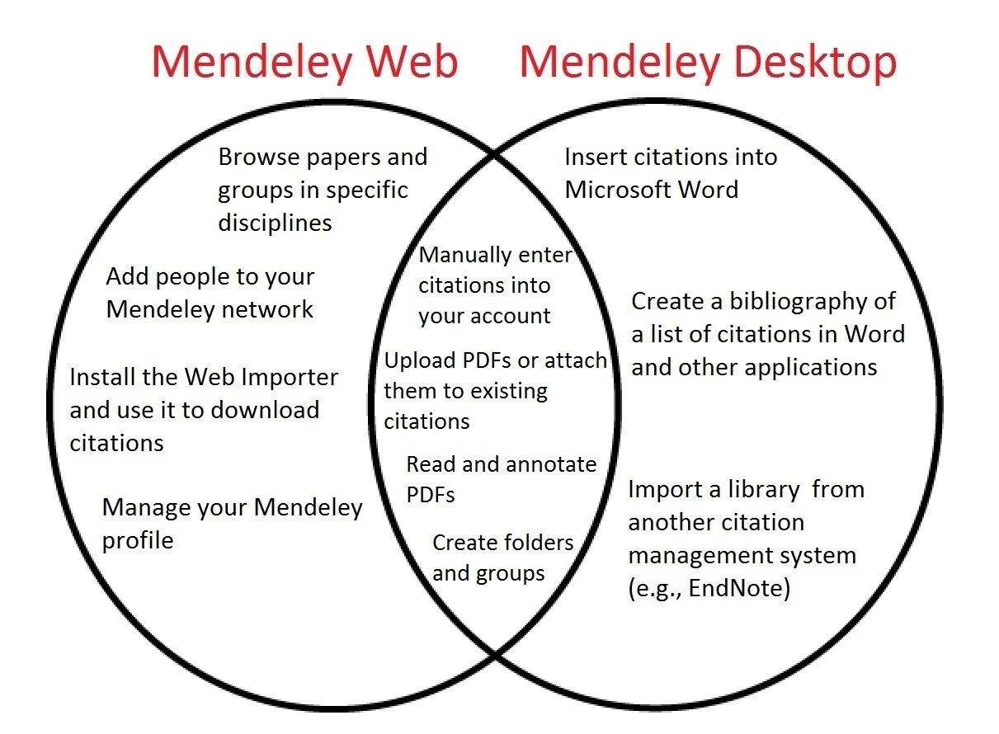 Mendeley Web
Mendeley Desktop
Browse papers and
groups in specific
disciplines
Add people to your
Mendeley network
Install the Web Importer
and use it to download
citations
Manage your Mendeley
profile
Manually enter
citations into
your account
Upload PDFs or attach
them to existing
citations
Read and annotate
PDFs
Create folders
and groups
Insert citations into
Microsoft Word
Create a bibliography of
a list of citations in Word
and other applications
Import a library  from
another citation
management system
(e.g., EndNote)